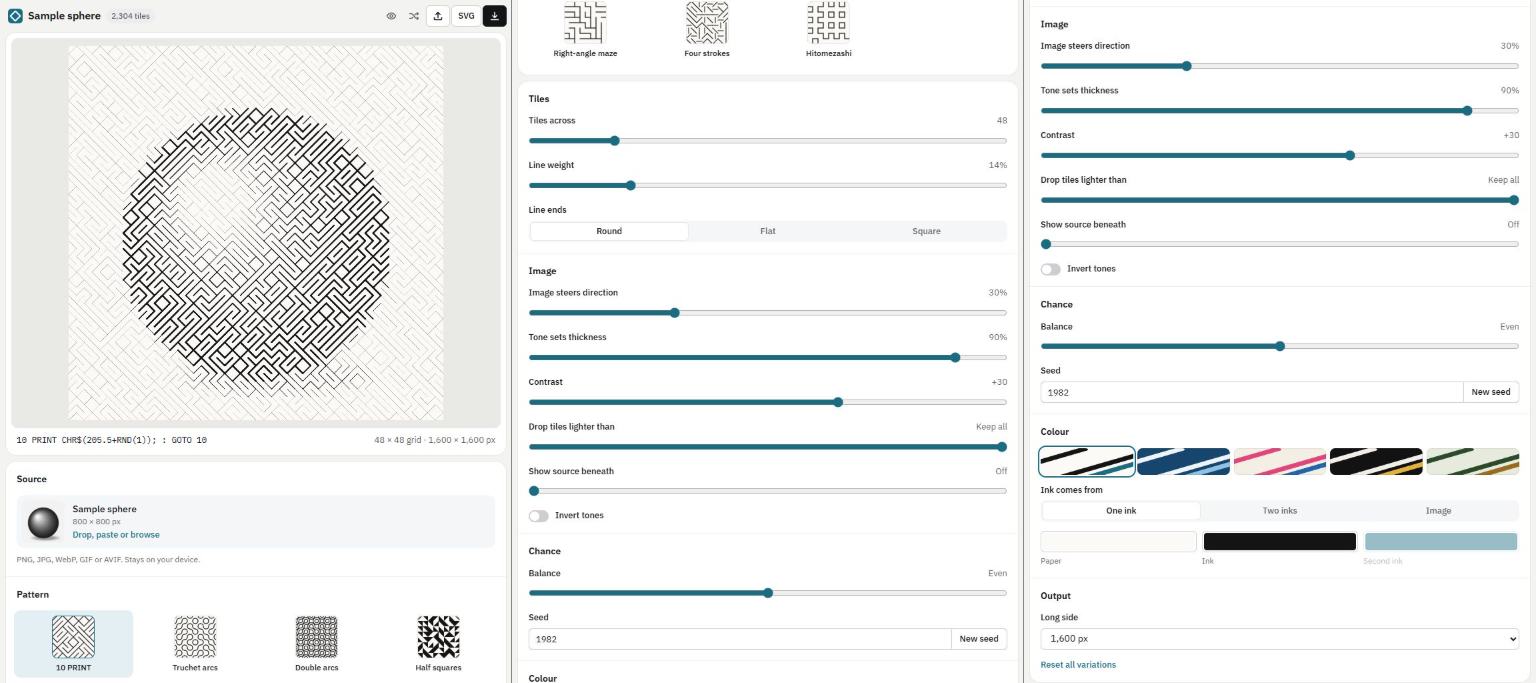 Sample sphere
2,304 tiles
SVG
10 PRINT CHR$(205.5+RND(1)); : GOTO 10
48 × 48 grid · 1,600 × 1,600 px
Source
Sample sphere
800 × 800 px
Drop, paste or browse
PNG, JPG, WebP, GIF or AVIF. Stays on your device.
Pattern
10 PRINT
Truchet arcs
Double arcs
Half squares
Right-angle maze
Four strokes
Hitomezashi
Tiles
Tiles across
48
Line weight
14%
Line ends
Round
Flat
Square
Image
Image steers direction
30%
Tone sets thickness
90%
Contrast
+30
Drop tiles lighter than
Keep all
Show source beneath
Off
Invert tones
Chance
Balance
Even
Seed
1982
New seed
Colour
Image
Image steers direction
30%
Tone sets thickness
90%
Contrast
+30
Drop tiles lighter than
Keep all
Show source beneath
Off
Invert tones
Chance
Balance
Even
Seed
1982
New seed
Colour
Ink comes from
One ink
Two inks
Image
Paper
Ink
Second ink
Output
Long side
1,600 px
Reset all variations